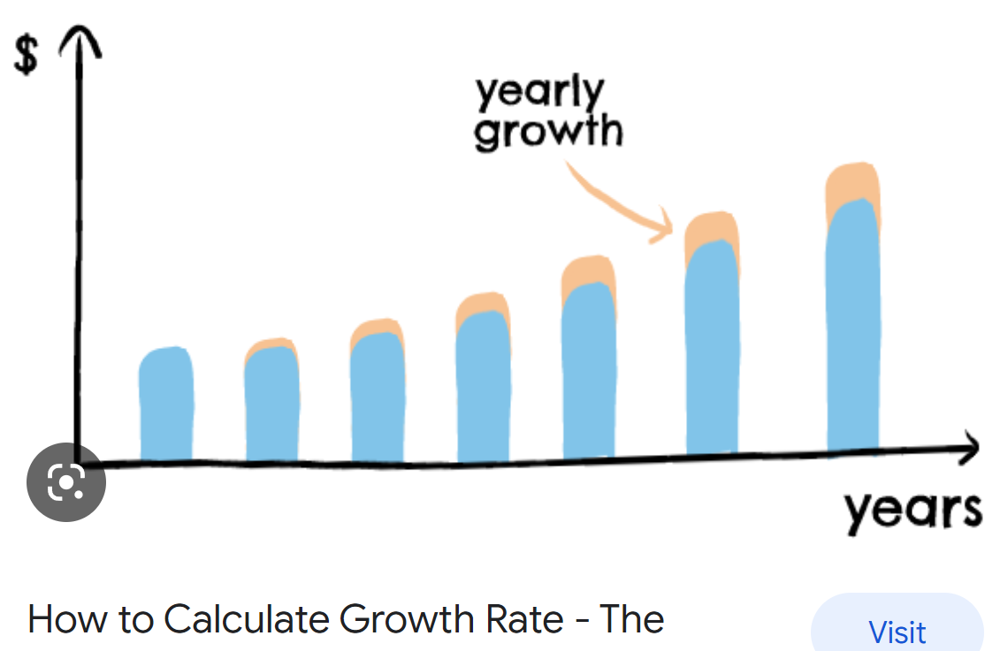 $
yearly
growth
years
How to Calculate Growth Rate - The
Visit